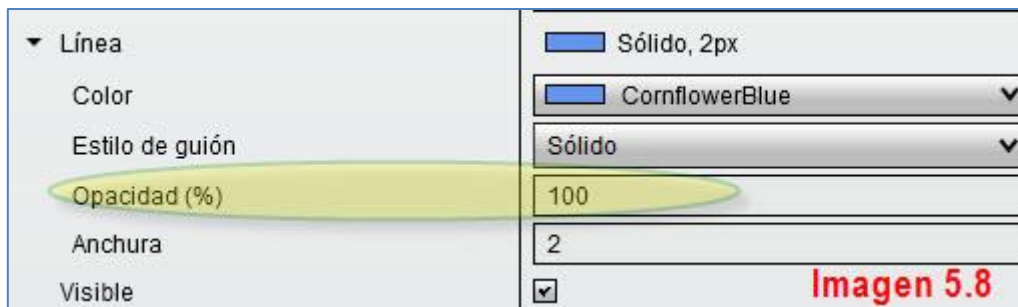 Línea Sólido, 2px
Color CornflowerBlue
Estilo de guión Sólido
Opacidad (%) 100
Anchura 2
Visible
Imagen 5.8